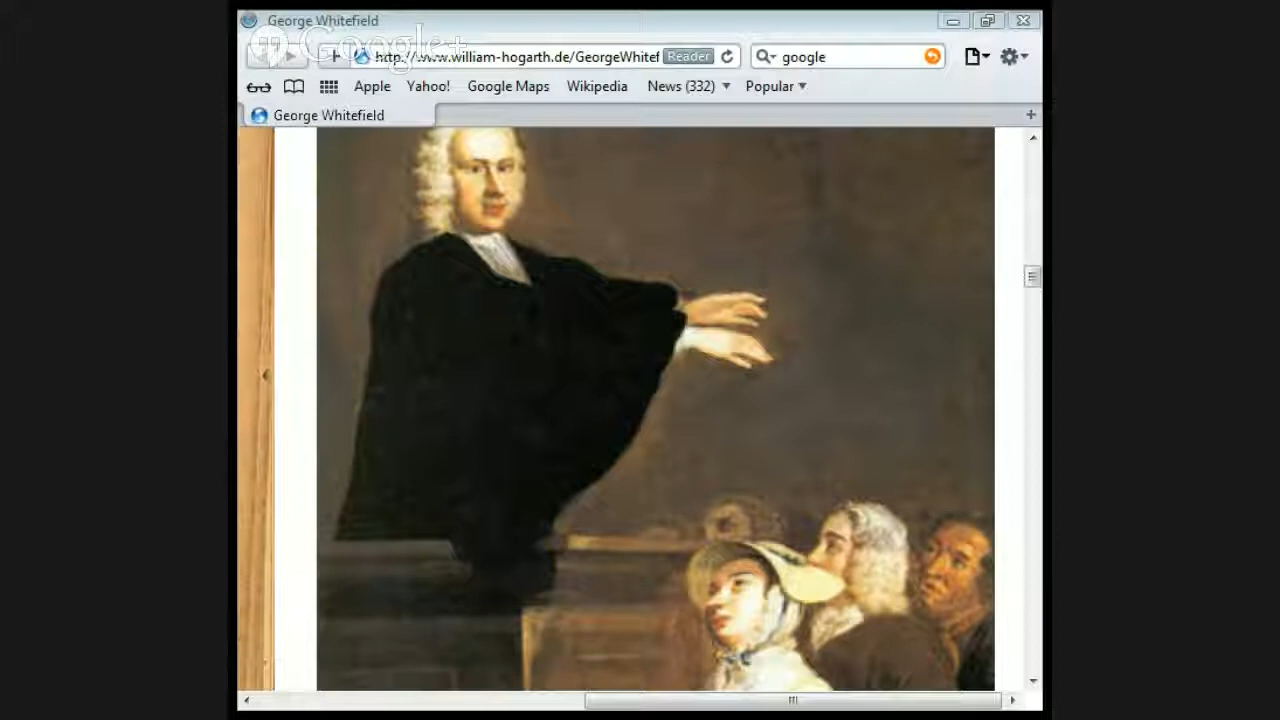 George Whitefield
Google+
http://www.william-hogarth.de/GeorgeWhitef Reader google
Apple Yahoo! Google Maps Wikipedia News (332) Popular
George Whitefield